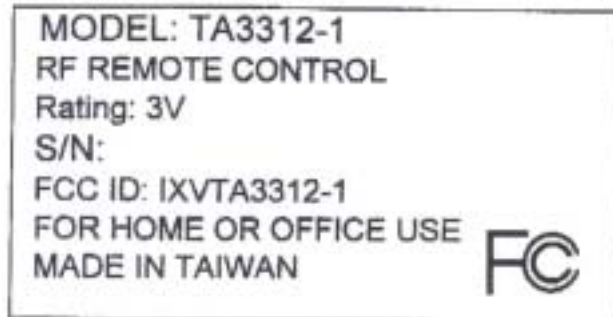 MODEL: TA3312-1
RF REMOTE CONTROL
Rating: 3V
S/N:
FCC ID: IXVTA3312-1
FOR HOME OR OFFICE USE
MADE IN TAIWAN
FC